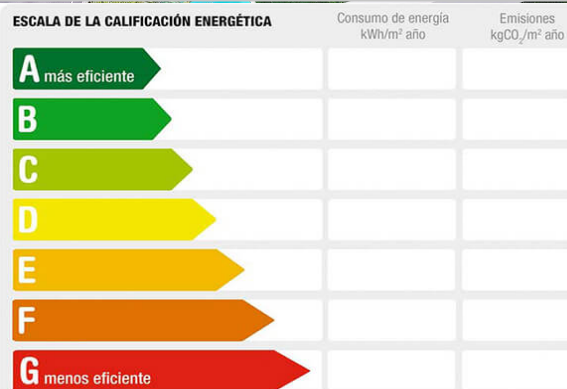 ESCALA DE LA CALIFICACIÓN ENERGÉTICA
Consumo de energía
kWh/m² año
Emisiones
kgCO₂/m² año
A más eficiente
B
C
D
E
F
G menos eficiente